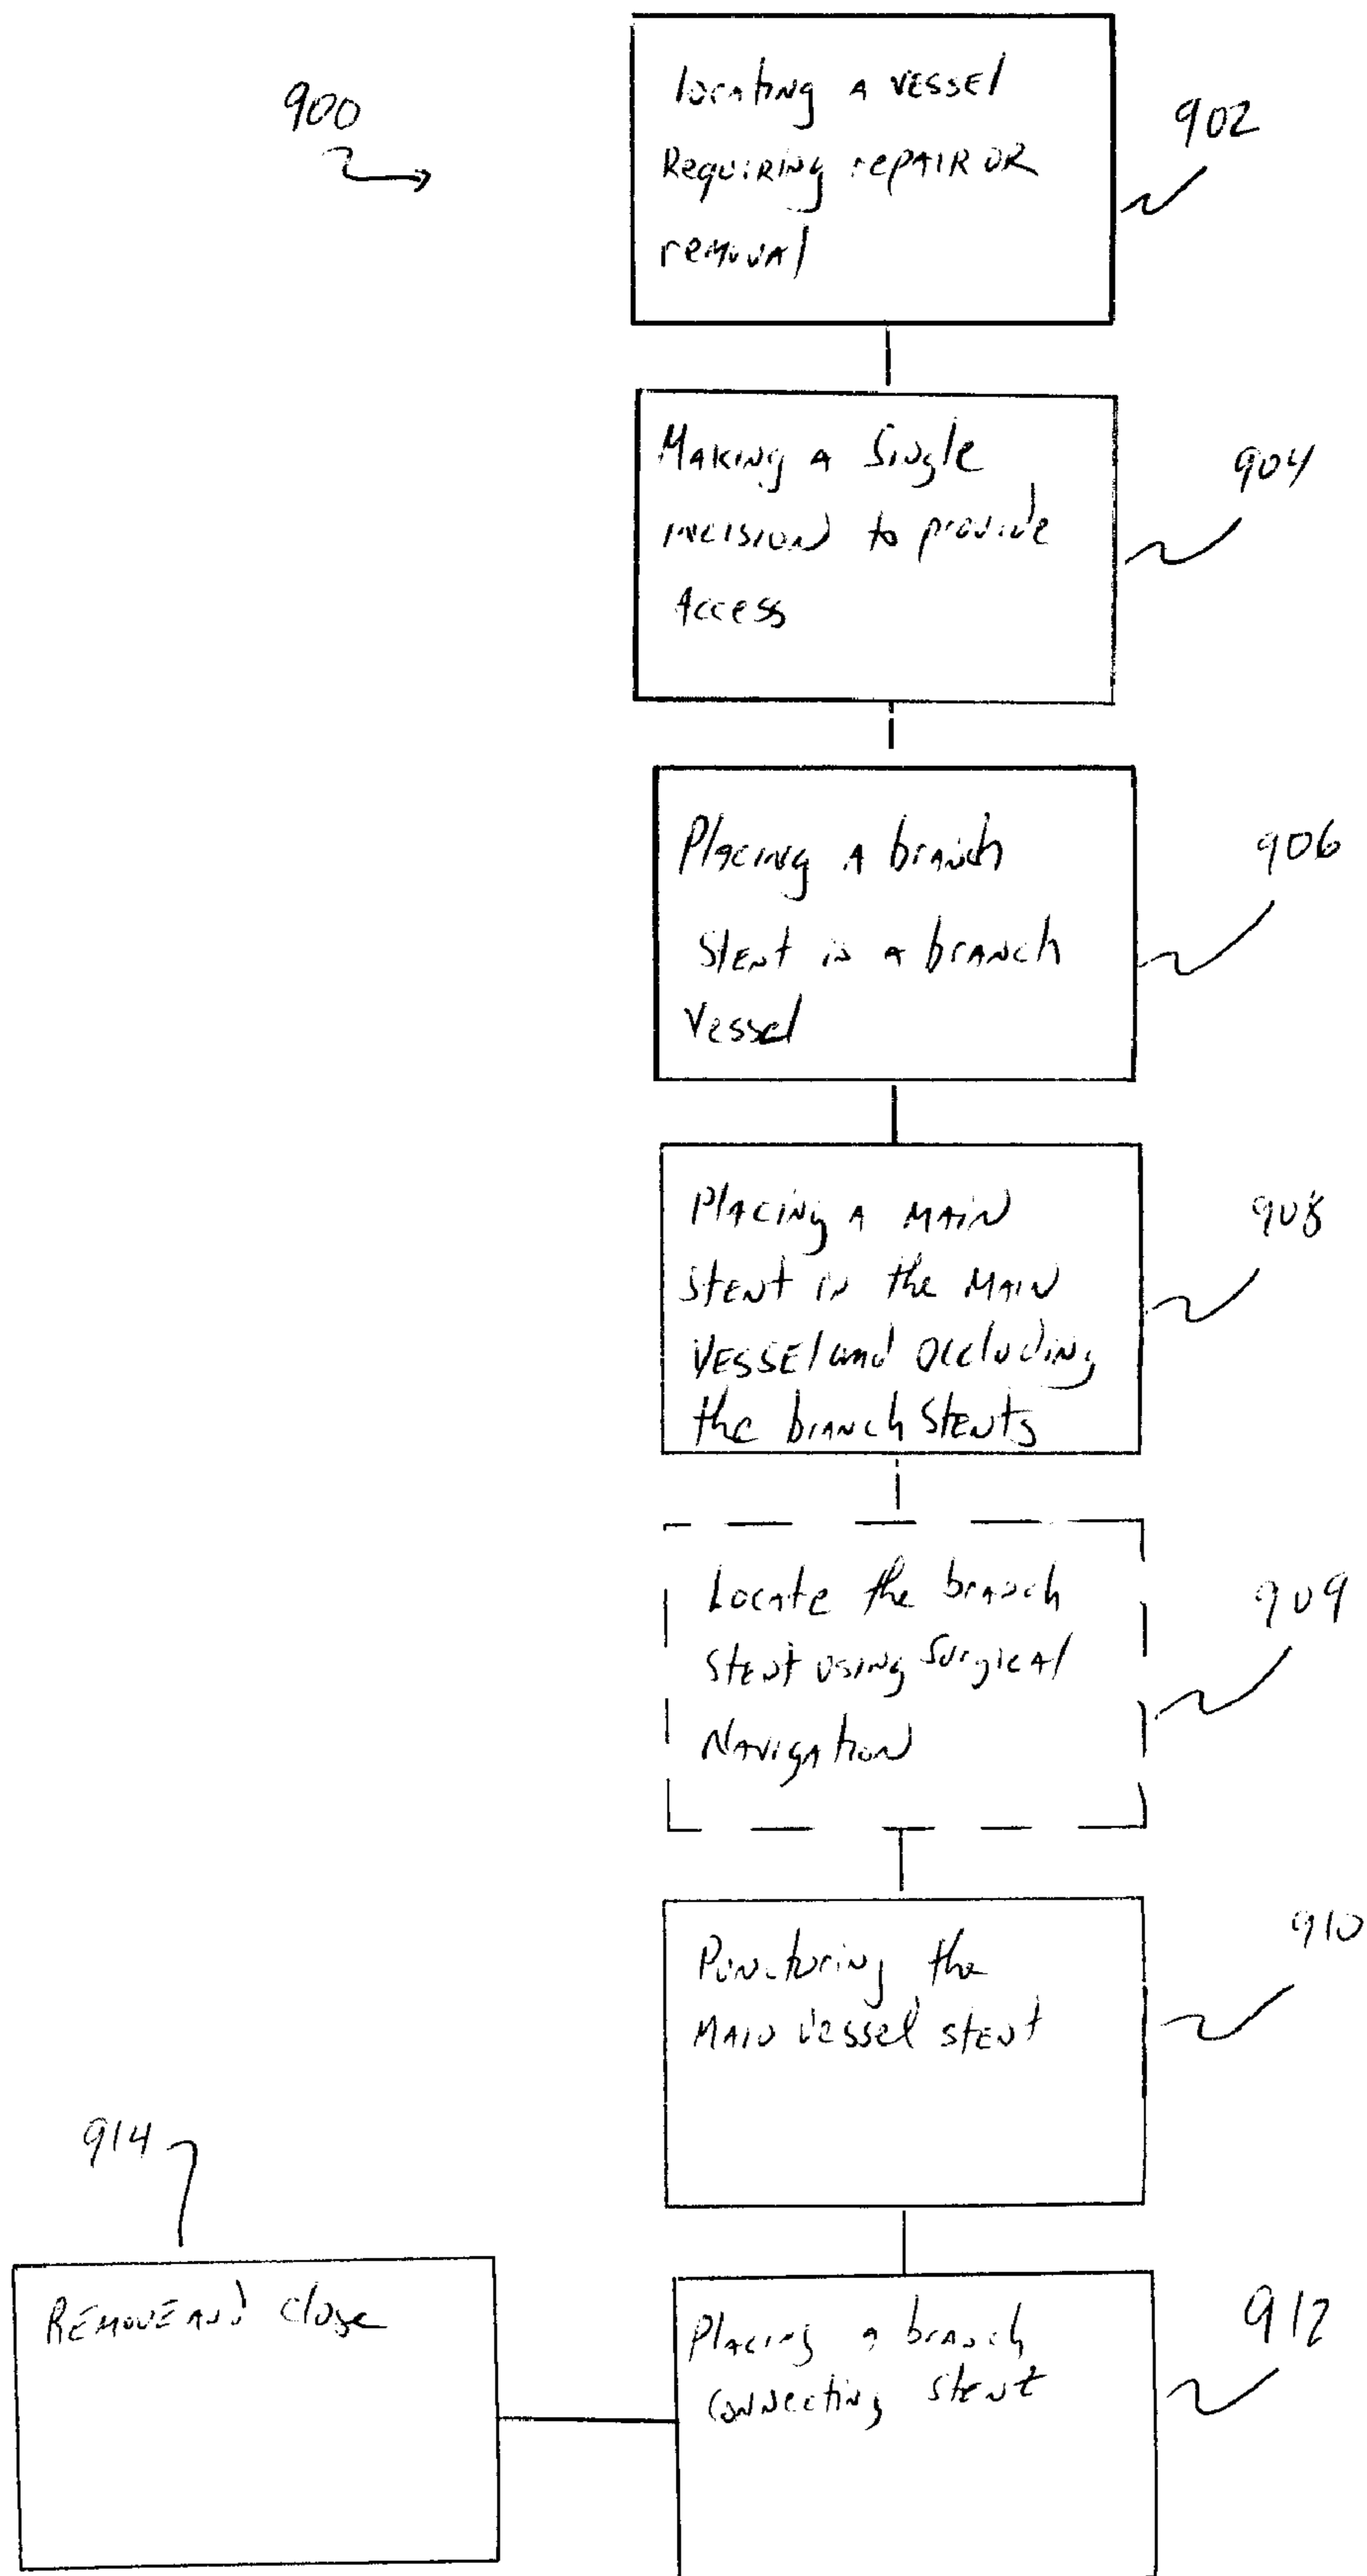 900
Locating a vessel
902
Requiring repair or
removal
Making a Single
904
incision to provide
Access
Placing a branch
906
Stent in a branch
Vessel
Placing a main
908
Stent in the main
Vessel and occluding
the branch Stents
Locate the branch
909
Stent using Surgical
Navigation
Puncturing the
910
Main vessel stent
914
Remove and close
Placing a branch
912
connecting stent